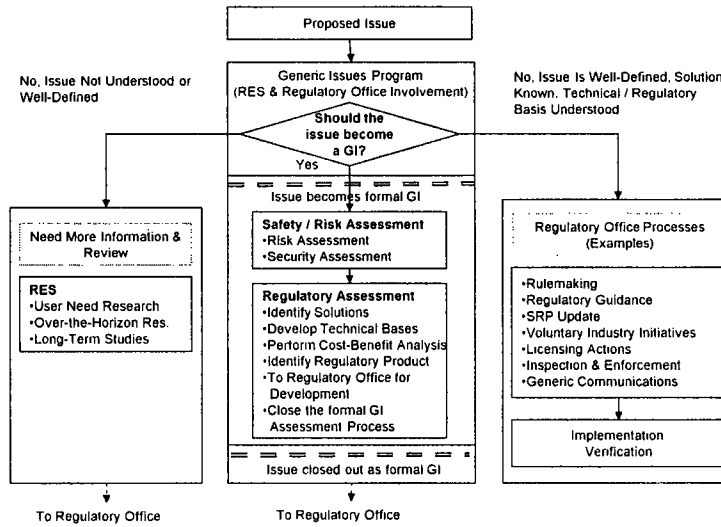 Proposed Issue
No, Issue Not Understood or
Well-Defined
Generic Issues Program
(RES & Regulatory Office Involvement)
No, Issue Is Well-Defined, Solution
Known, Technical / Regulatory
Basis Understood
Should the
issue become
a GI?
Yes
Issue becomes formal GI
Need More Information &
Review
RES
•User Need Research
•Over-the-Horizon Res.
•Long-Term Studies
Safety / Risk Assessment
•Risk Assessment
•Security Assessment
Regulatory Assessment
•Identify Solutions
•Develop Technical Bases
•Perform Cost-Benefit Analysis
•Identify Regulatory Product
•To Regulatory Office for
Development
•Close the formal GI
Assessment Process
Issue closed out as formal GI
Regulatory Office Processes
(Examples)
•Rulemaking
•Regulatory Guidance
•SRP Update
•Voluntary Industry Initiatives
•Licensing Actions
•Inspection & Enforcement
•Generic Communications
Implementation
Verification
To Regulatory Office
To Regulatory Office